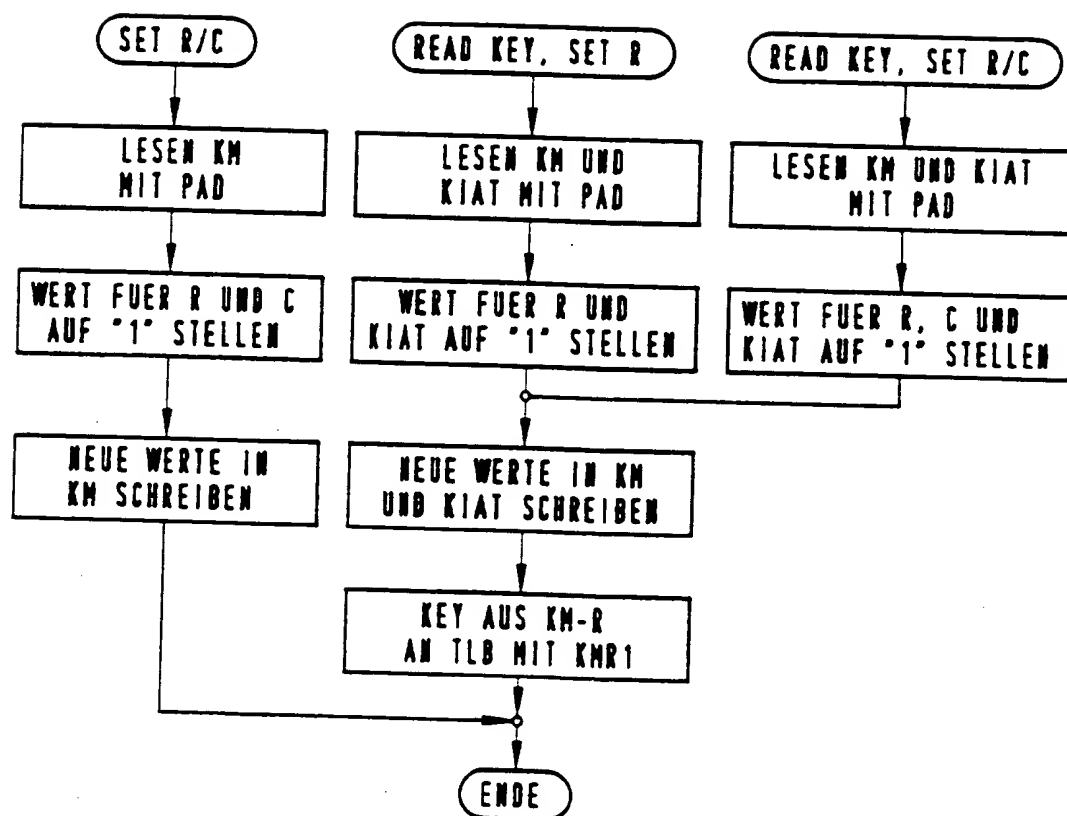 SET R/C
READ KEY, SET R
READ KEY, SET R/C
LESEN KM
MIT PAD
LESEN KM UND
KIAT MIT PAD
LESEN KM UND KIAT
MIT PAD
WERT FUER R UND C
AUF "1" STELLEN
WERT FUER R UND
KIAT AUF "1" STELLEN
WERT FUER R, C UND
KIAT AUF "1" STELLEN
NEUE WERTE IN
KM SCHREIBEN
NEUE WERTE IN KM
UND KIAT SCHREIBEN
KEY AUS KM-R
AN TLB MIT KMR1
ENDE